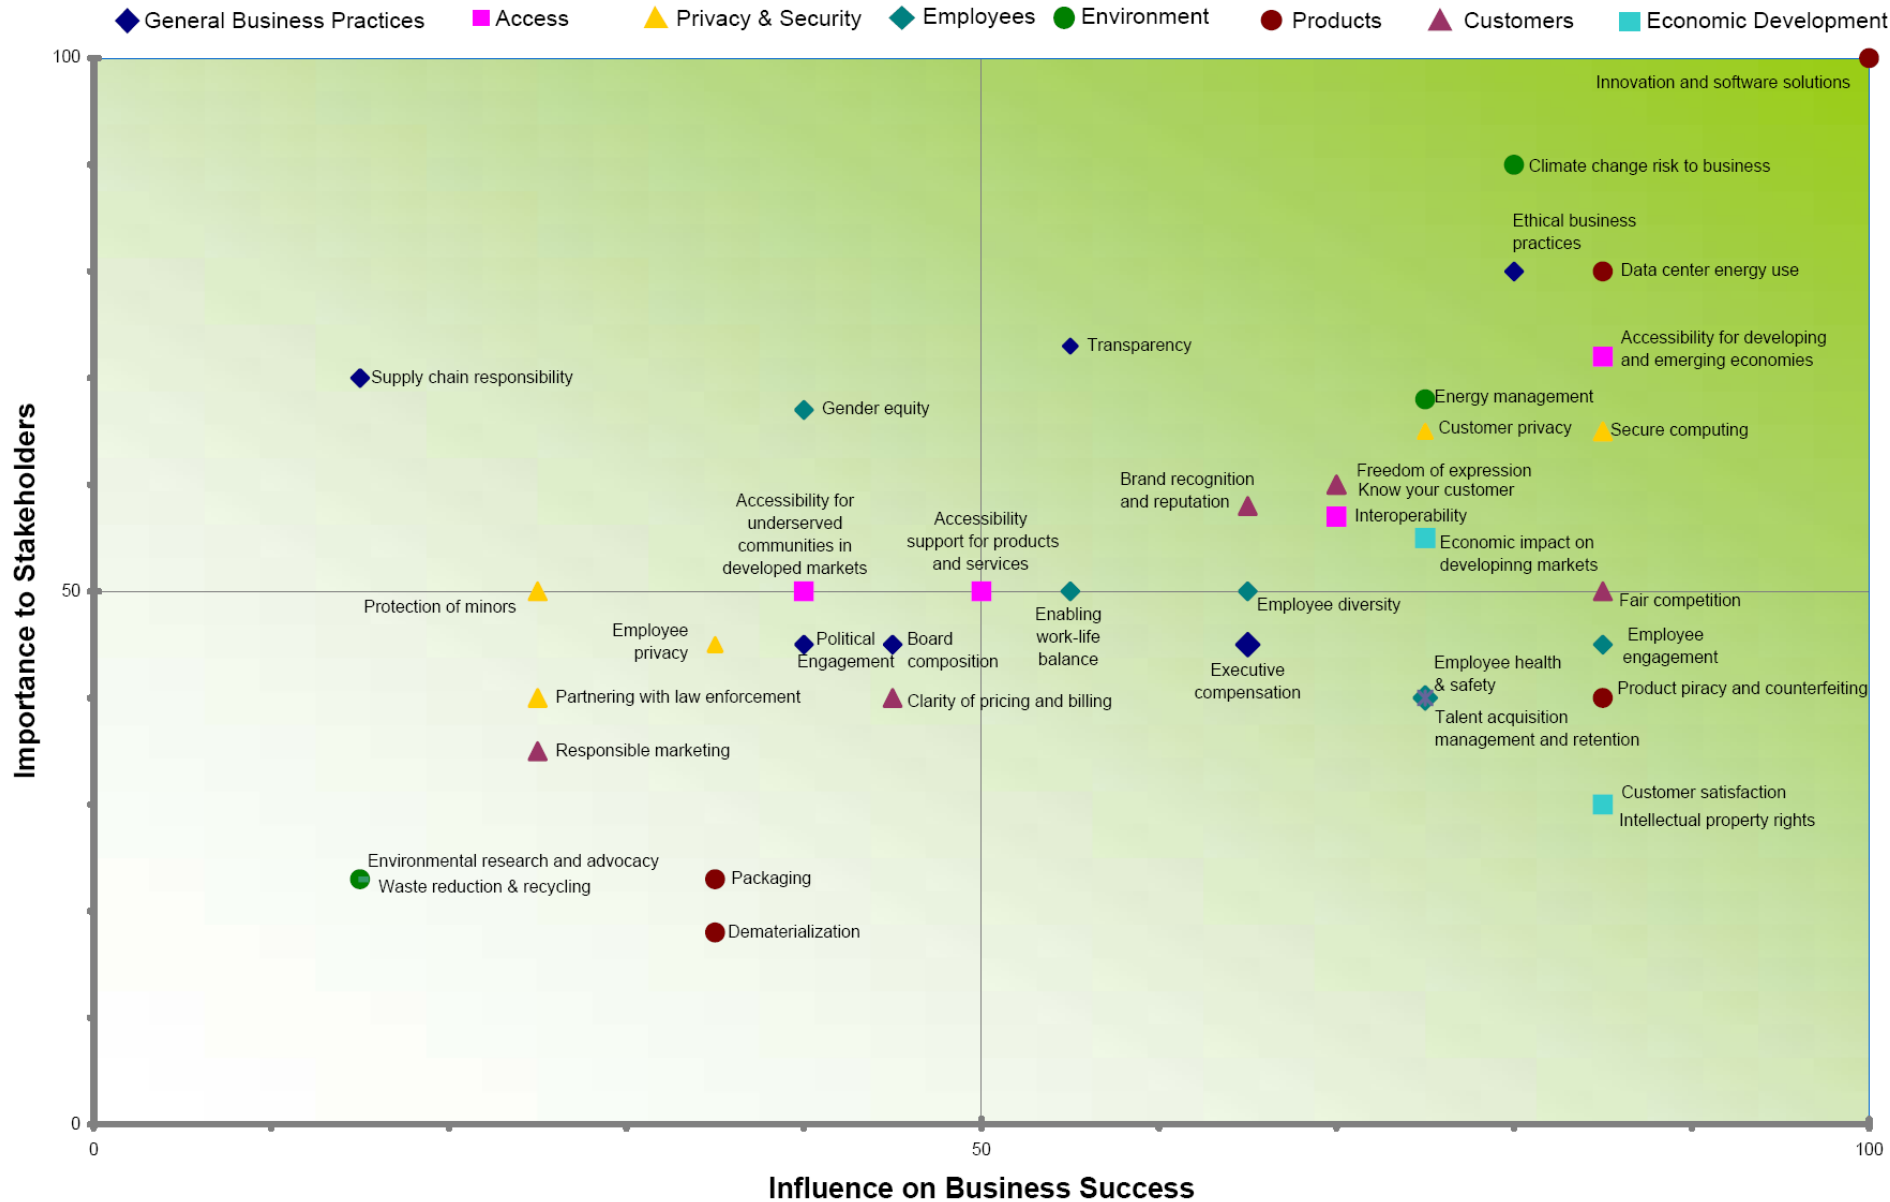 General Business Practices
Access
Privacy & Security
Employees
Environment
Products
Customers
Economic Development
100
Innovation and software solutions
Climate change risk to business
Ethical business
practices
Data center energy use
Accessibility for developing
and emerging economies
Transparency
Supply chain responsibility
Gender equity
Energy management
Customer privacy
Secure computing
Brand recognition
and reputation
Freedom of expression
Know your customer
Interoperability
Accessibility for
underserved
communities in
developed markets
Accessibility
support for products
and services
Economic impact on
developinng markets
Importance to Stakeholders
50
Protection of minors
Enabling
work-life
balance
Employee diversity
Fair competition
Employee
privacy
Political
Engagement
Board
composition
Executive
compensation
Employee
engagement
Employee health
& safety
Partnering with law enforcement
Clarity of pricing and billing
Product piracy and counterfeiting
Talent acquisition
management and retention
Responsible marketing
Customer satisfaction
Intellectual property rights
Environmental research and advocacy
Waste reduction & recycling
Packaging
Dematerialization
0
0
50
100
Influence on Business Success